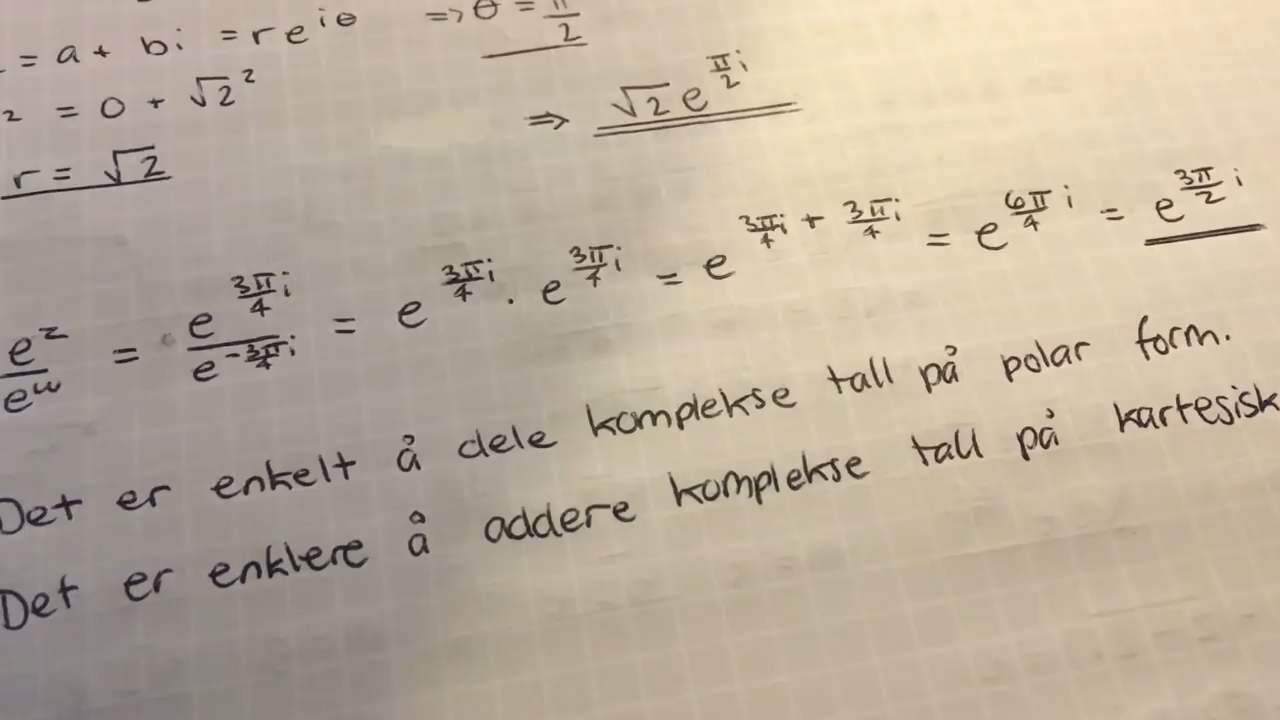 = a + bi = re^{iθ} => θ = π/2
2 = 0 + √2²
=> √2 e^{π/2 i}
r = √2
e^z/e^w = e^{3π/4 i}/e^{-3π/4 i} = e^{3π/4 i} · e^{3π/4 i} = e^{3π/4 i + 3π/4 i} = e^{6π/4 i} = e^{3π/2 i}
Det er enkelt å dele komplekse tall på polar form.
Det er enklere å addere komplekse tall på kartesisk